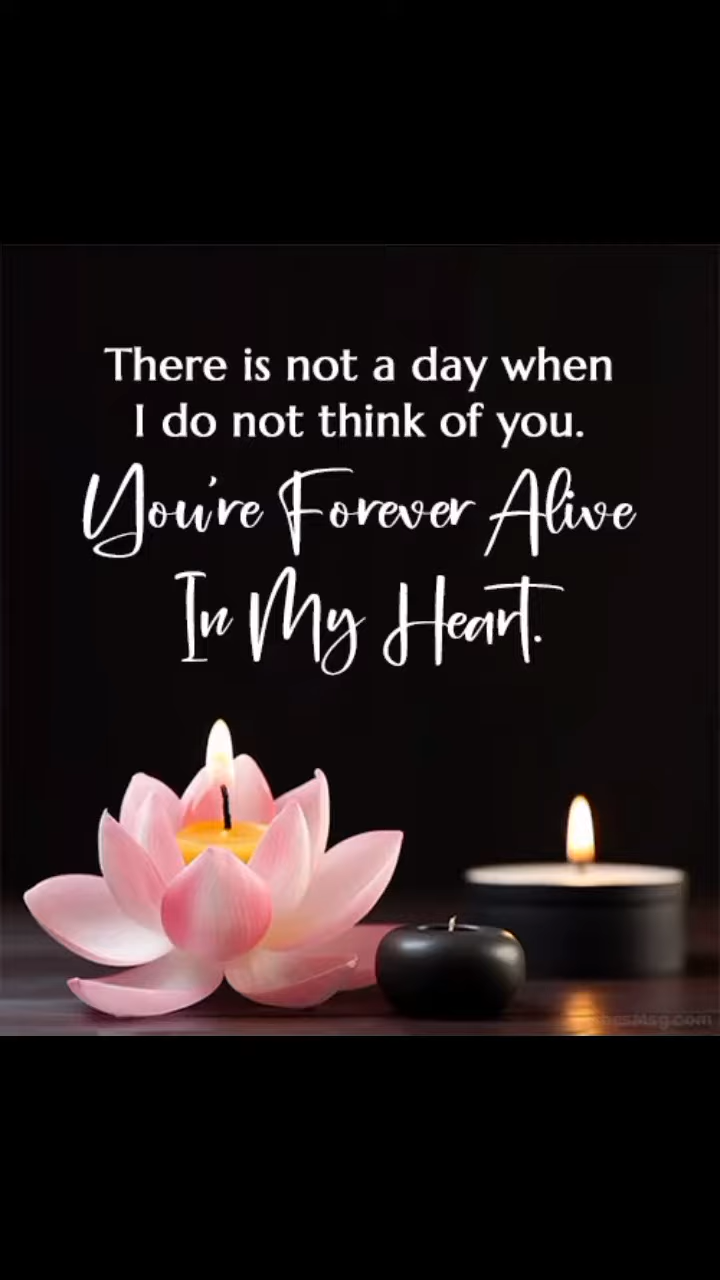 There is not a day when
I do not think of you.
You're Forever Alive
In My Heart.